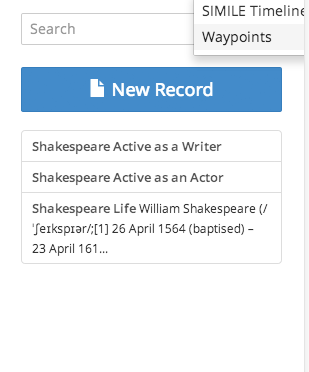 SIMILE Timeline
Search
Waypoints
New Record
Shakespeare Active as a Writer
Shakespeare Active as an Actor
Shakespeare Life William Shakespeare (/
ˈʃeɪkspɪər/;[1] 26 April 1564 (baptised) –
23 April 161...